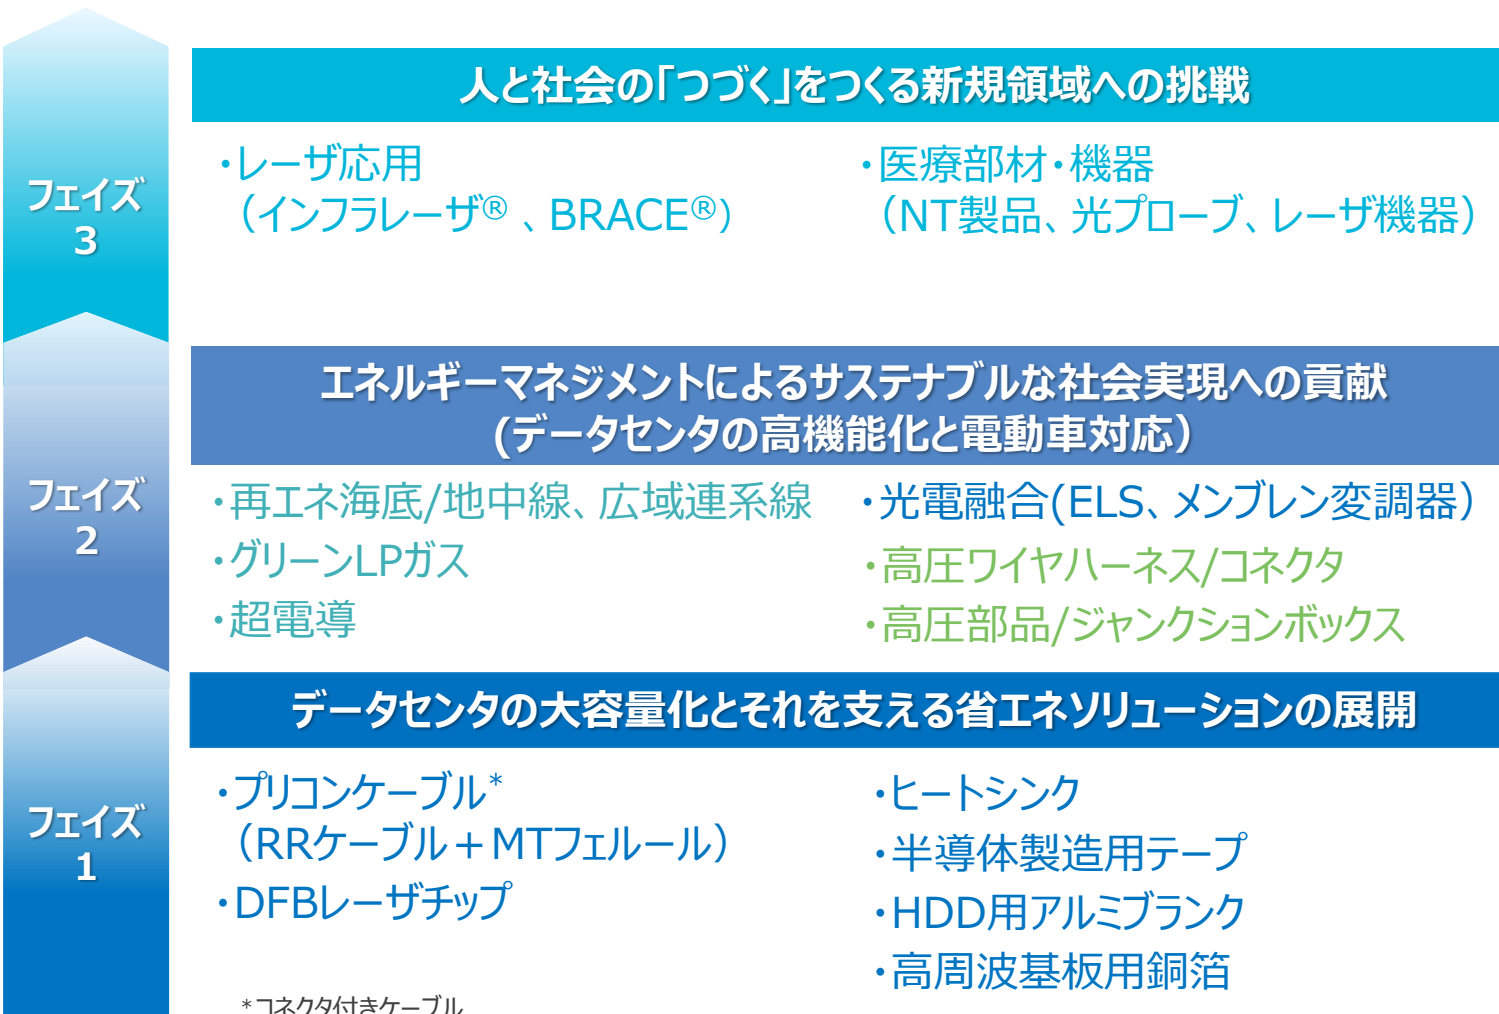 人と社会の「つづく」をつくる新規領域への挑戦
フェイズ
3
・レーザ応用
（インフラレーザ®、BRACE®）
・医療部材・機器
（NT製品、光プローブ、レーザ機器）
エネルギーマネジメントによるサステナブルな社会実現への貢献
(データセンタの高機能化と電動車対応）
フェイズ
2
・再エネ海底/地中線、広域連系線
・グリーンLPガス
・超電導
・光電融合(ELS、メンブレン変調器）
・高圧ワイヤハーネス/コネクタ
・高圧部品/ジャンクションボックス
データセンタの大容量化とそれを支える省エネソリューションの展開
フェイズ
1
・プリコンケーブル*
（RRケーブル＋MTフェルール）
・DFBレーザチップ
・ヒートシンク
・半導体製造用テープ
・HDD用アルミブランク
・高周波基板用銅箔
*コネクタ付きケーブル